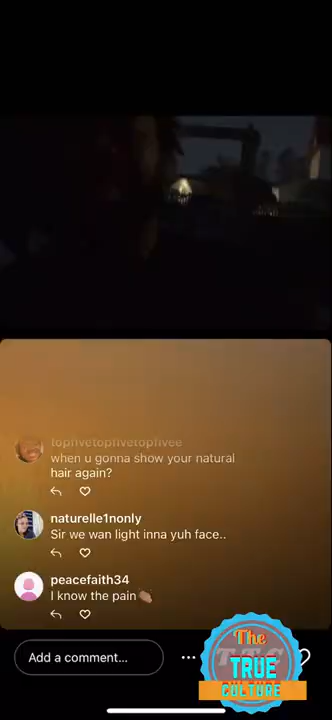 topfivetopfivetopfivee
when u gonna show your natural
hair again?
naturelle1nonly
Sir we wan light inna yuh face..
peacefaith34
I know the pain
Add a comment...
The
TRUE
CULTURE